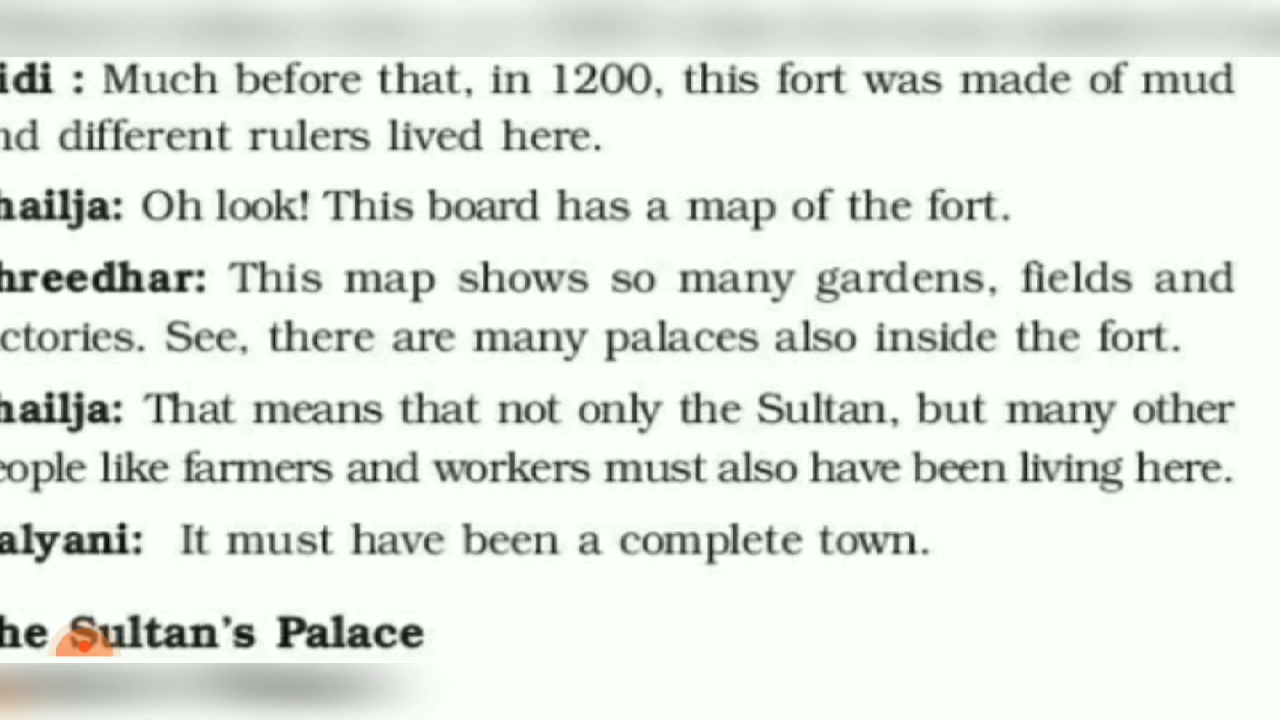 idi : Much before that, in 1200, this fort was made of mud
nd different rulers lived here.
hailja: Oh look! This board has a map of the fort.
hreedhar: This map shows so many gardens, fields and
ctories. See, there are many palaces also inside the fort.
hailja: That means that not only the Sultan, but many other
eople like farmers and workers must also have been living here.
alyani: It must have been a complete town.
he Sultan's Palace